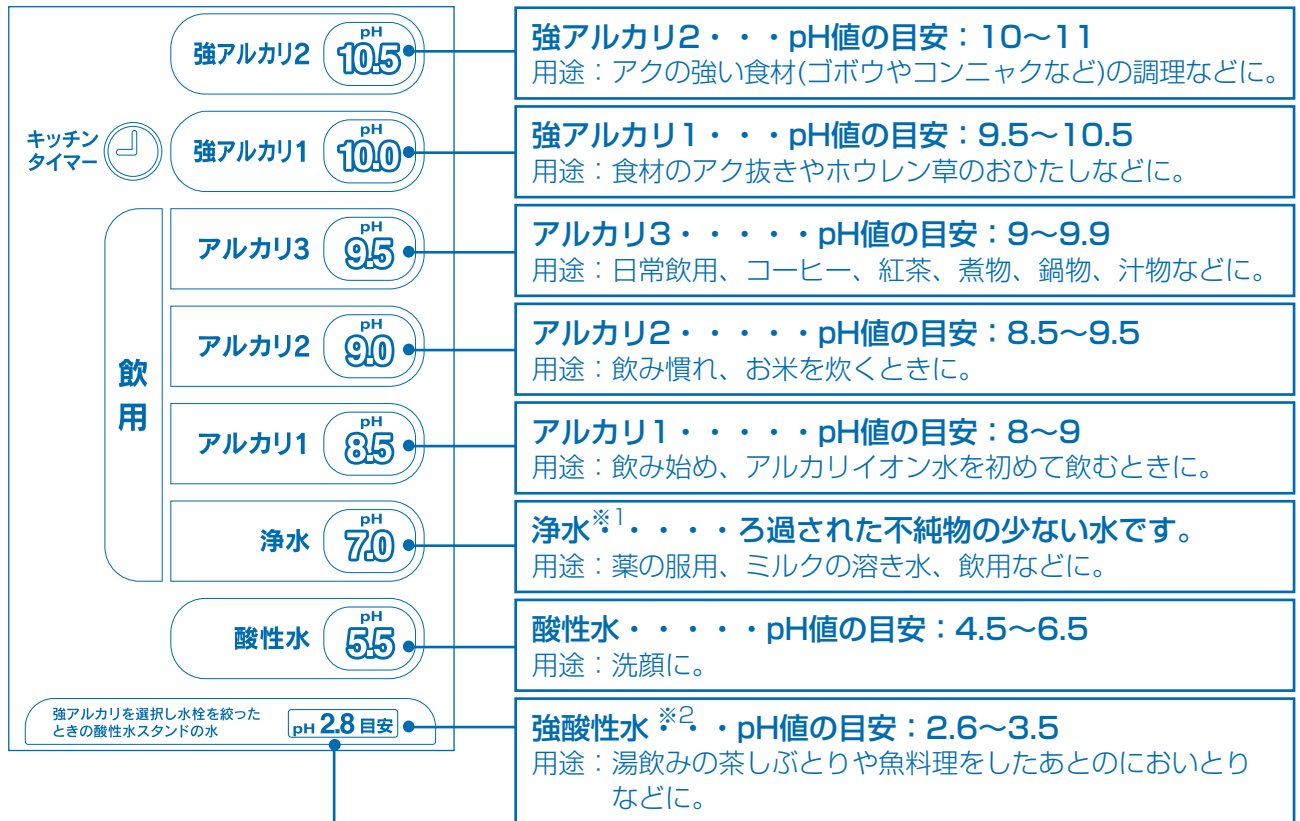 強アルカリ2 pH 10.5
強アルカリ2・・・pH値の目安：10～11
用途：アクの強い食材(ゴボウやコンニャクなど)の調理などに。
キッチン
タイマー
強アルカリ1 pH 10.0
強アルカリ1・・・pH値の目安：9.5～10.5
用途：食材のアク抜きやホウレン草のおひたしなどに。
飲用
アルカリ3 pH 9.5
アルカリ3・・・・・pH値の目安：9～9.9
用途：日常飲用、コーヒー、紅茶、煮物、鍋物、汁物などに。
アルカリ2 pH 9.0
アルカリ2・・・・・pH値の目安：8.5～9.5
用途：飲み慣れ、お米を炊くときに。
アルカリ1 pH 8.5
アルカリ1・・・・・pH値の目安：8～9
用途：飲み始め、アルカリイオン水を初めて飲むときに。
浄水 pH 7.0
浄水※1・・・・ろ過された不純物の少ない水です。
用途：薬の服用、ミルクの溶き水、飲用などに。
酸性水 pH 5.5
酸性水・・・・・pH値の目安：4.5～6.5
用途：洗顔に。
強アルカリを選択し水栓を絞った
ときの酸性水スタンドの水
pH 2.8 目安
強酸性水※2・・pH値の目安：2.6～3.5
用途：湯飲みの茶しぶとりや魚料理をしたあとのにおいとり
などに。